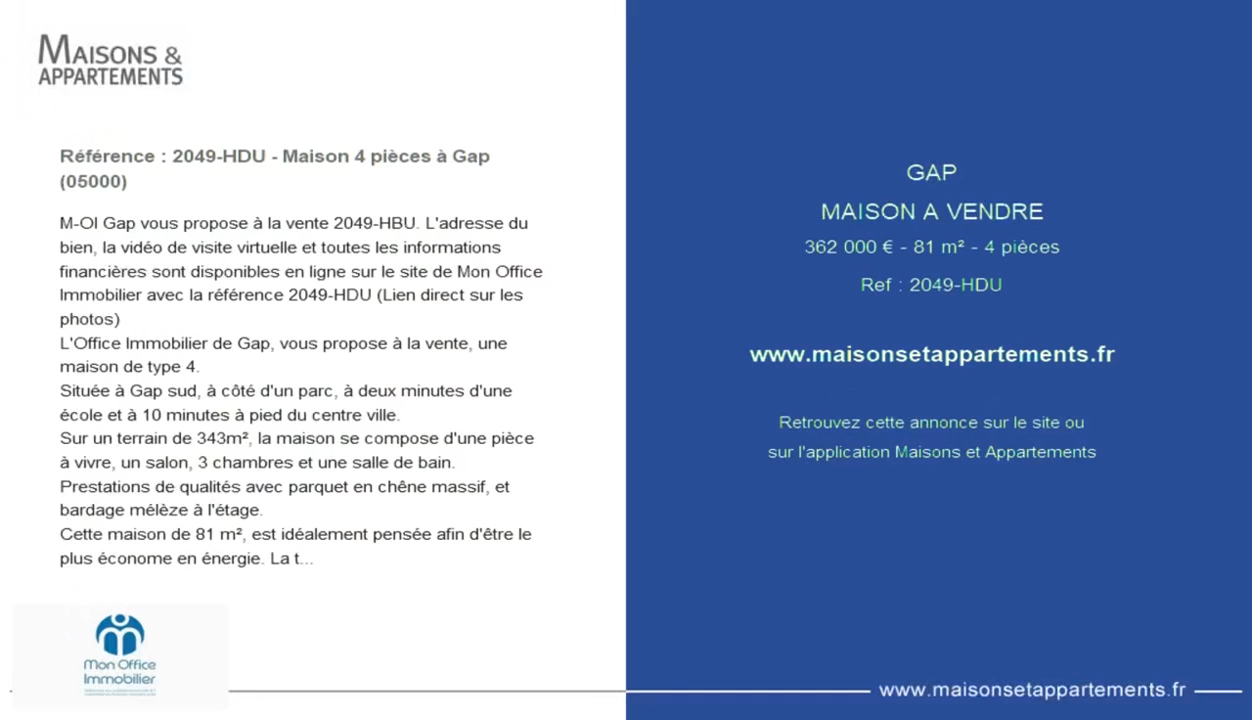 MAISONS &
APPARTEMENTS
Référence : 2049-HDU - Maison 4 pièces à Gap
(05000)
M-OI Gap vous propose à la vente 2049-HBU. L'adresse du
bien, la vidéo de visite virtuelle et toutes les informations
financières sont disponibles en ligne sur le site de Mon Office
Immobilier avec la référence 2049-HDU (Lien direct sur les
photos)
L'Office Immobilier de Gap, vous propose à la vente, une
maison de type 4.
Située à Gap sud, à côté d'un parc, à deux minutes d'une
école et à 10 minutes à pied du centre ville.
Sur un terrain de 343m², la maison se compose d'une pièce
à vivre, un salon, 3 chambres et une salle de bain.
Prestations de qualités avec parquet en chêne massif, et
bardage mélèze à l'étage.
Cette maison de 81 m², est idéalement pensée afin d'être le
plus économe en énergie. La t...
Mon Office
Immobilier
GAP
MAISON A VENDRE
362 000 € - 81 m² - 4 pièces
Ref : 2049-HDU
www.maisonsetappartements.fr
Retrouvez cette annonce sur le site ou
sur l'application Maisons et Appartements
www.maisonsetappartements.fr